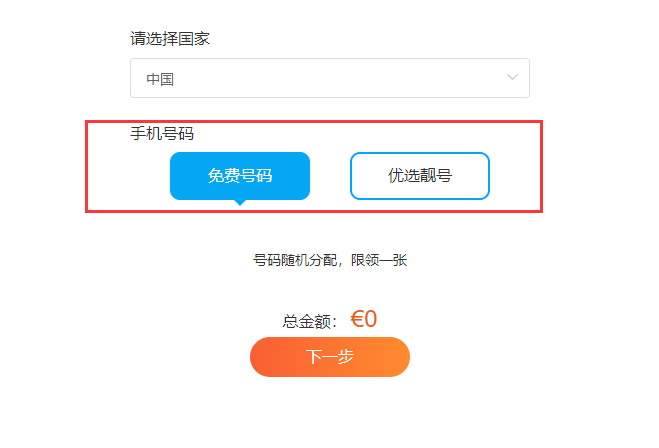 请选择国家
中国
手机号码
免费号码 优选靓号
号码随机分配，限领一张
总金额： €0
下一步